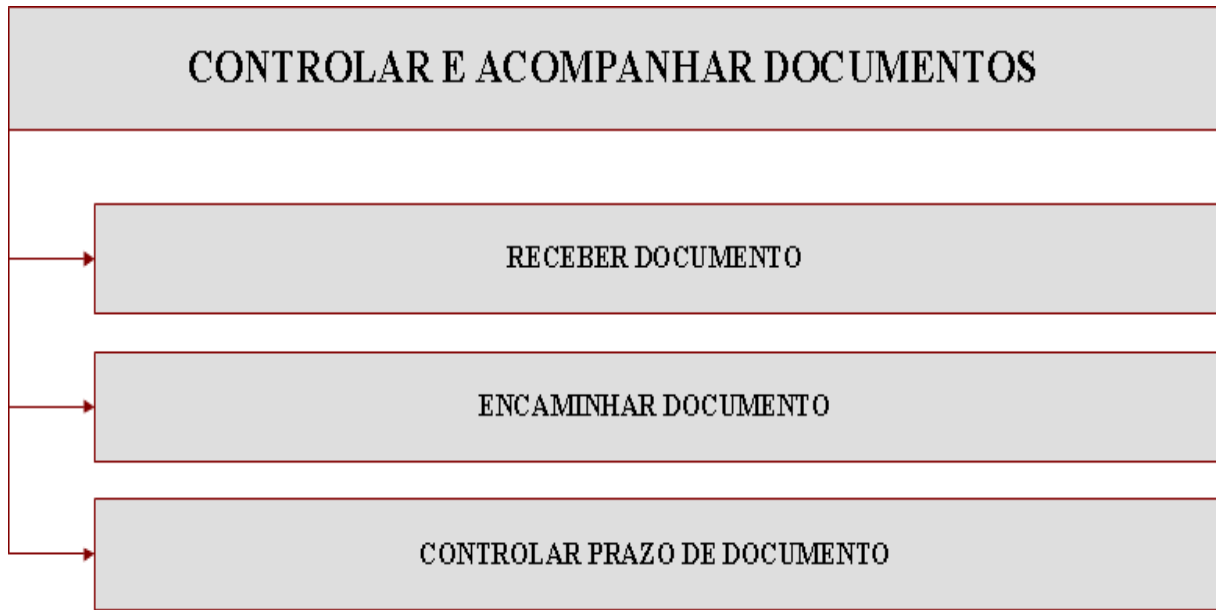 CONTROLAR E ACOMPANHAR DOCUMENTOS
RECEBER DOCUMENTO
ENCAMINHAR DOCUMENTO
CONTROLAR PRAZO DE DOCUMENTO